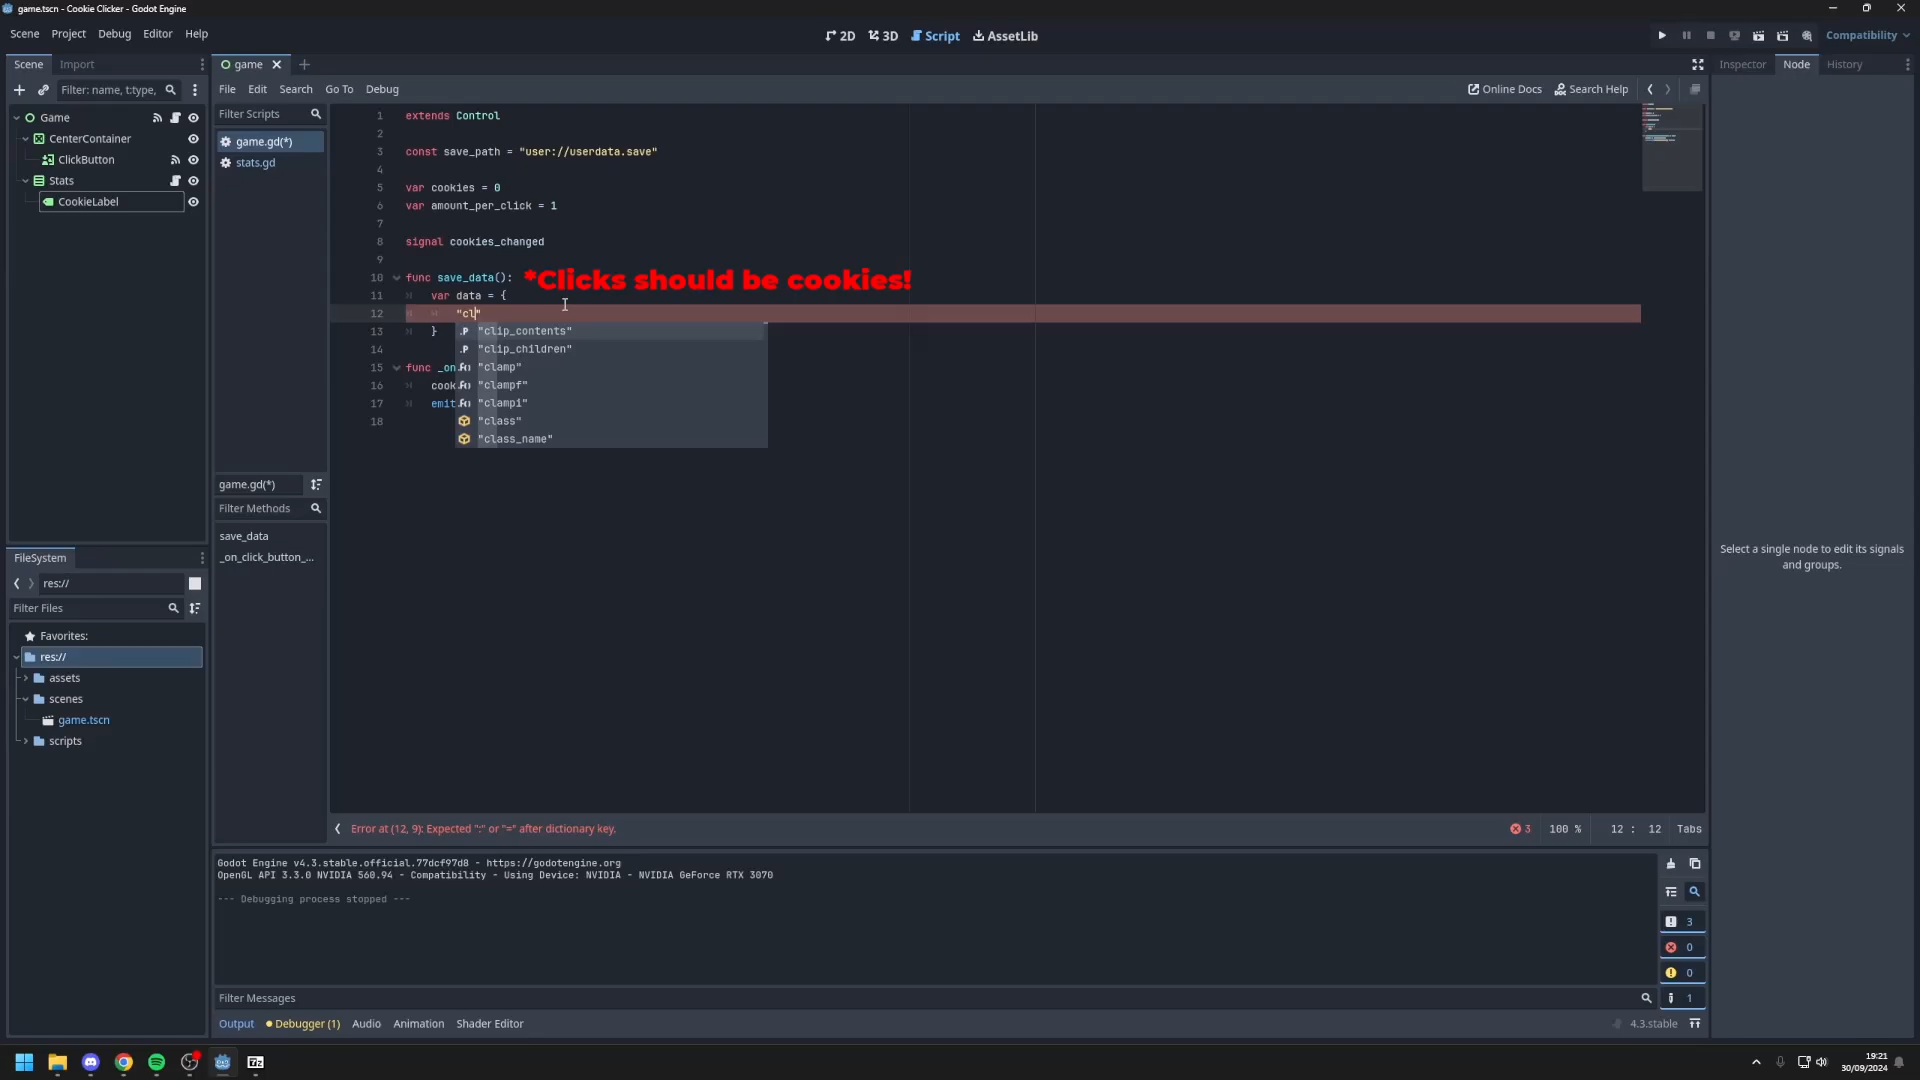 game.tscn - Cookie Clicker - Godot Engine
Scene Project Debug Editor Help
2D 3D Script AssetLib
Compatibility
Scene Import
game
Inspector Node History
Filter: name, t:type,
File Edit Search Go To Debug
Online Docs Search Help
Game
CenterContainer
ClickButton
Stats
CookieLabel
Filter Scripts
game.gd(*)
stats.gd
1 extends Control
2
3 const save_path = "user://userdata.save"
4
5 var cookies = 0
6 var amount_per_click = 1
7
8 signal cookies_changed
9
10 func save_data():
*Clicks should be cookies!
11 var data = {
12 "cl"
13 }
14
15 func _on
16 cook
17 emit
18
.P "clip_contents"
.P "clip_children"
f() "clamp"
f() "clampf"
f() "clampi"
"class"
"class_name"
game.gd(*)
Filter Methods
save_data
_on_click_button_...
FileSystem
res://
Filter Files
Favorites:
res://
assets
scenes
game.tscn
scripts
Select a single node to edit its signals
and groups.
Error at (12, 9): Expected ":" or "=" after dictionary key.
3 100 % 12 : 12 Tabs
Godot Engine v4.3.stable.official.77dcf97d8 - https://godotengine.org
OpenGL API 3.3.0 NVIDIA 560.94 - Compatibility - Using Device: NVIDIA - NVIDIA GeForce RTX 3070
--- Debugging process stopped ---
3
0
0
1
Filter Messages
Output Debugger (1) Audio Animation Shader Editor
4.3.stable
19:21
30/09/2024